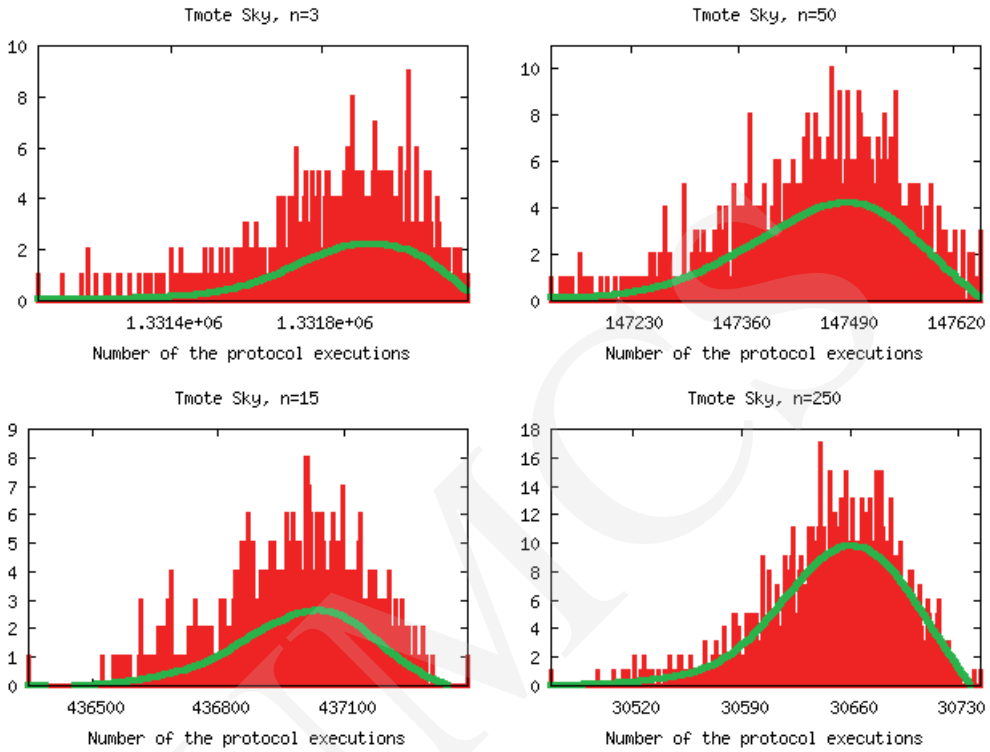 Tmote Sky, n=3
10
8
6
4
2
0
1.3314e+06 1.3318e+06
Number of the protocol executions
Tmote Sky, n=50
10
8
6
4
2
0
147230 147360 147490 147620
Number of the protocol executions
Tmote Sky, n=15
9
8
7
6
5
4
3
2
1
0
436500 436800 437100
Number of the protocol executions
Tmote Sky, n=250
18
16
14
12
10
8
6
4
2
0
30520 30590 30660 30730
Number of the protocol executions
UMCS